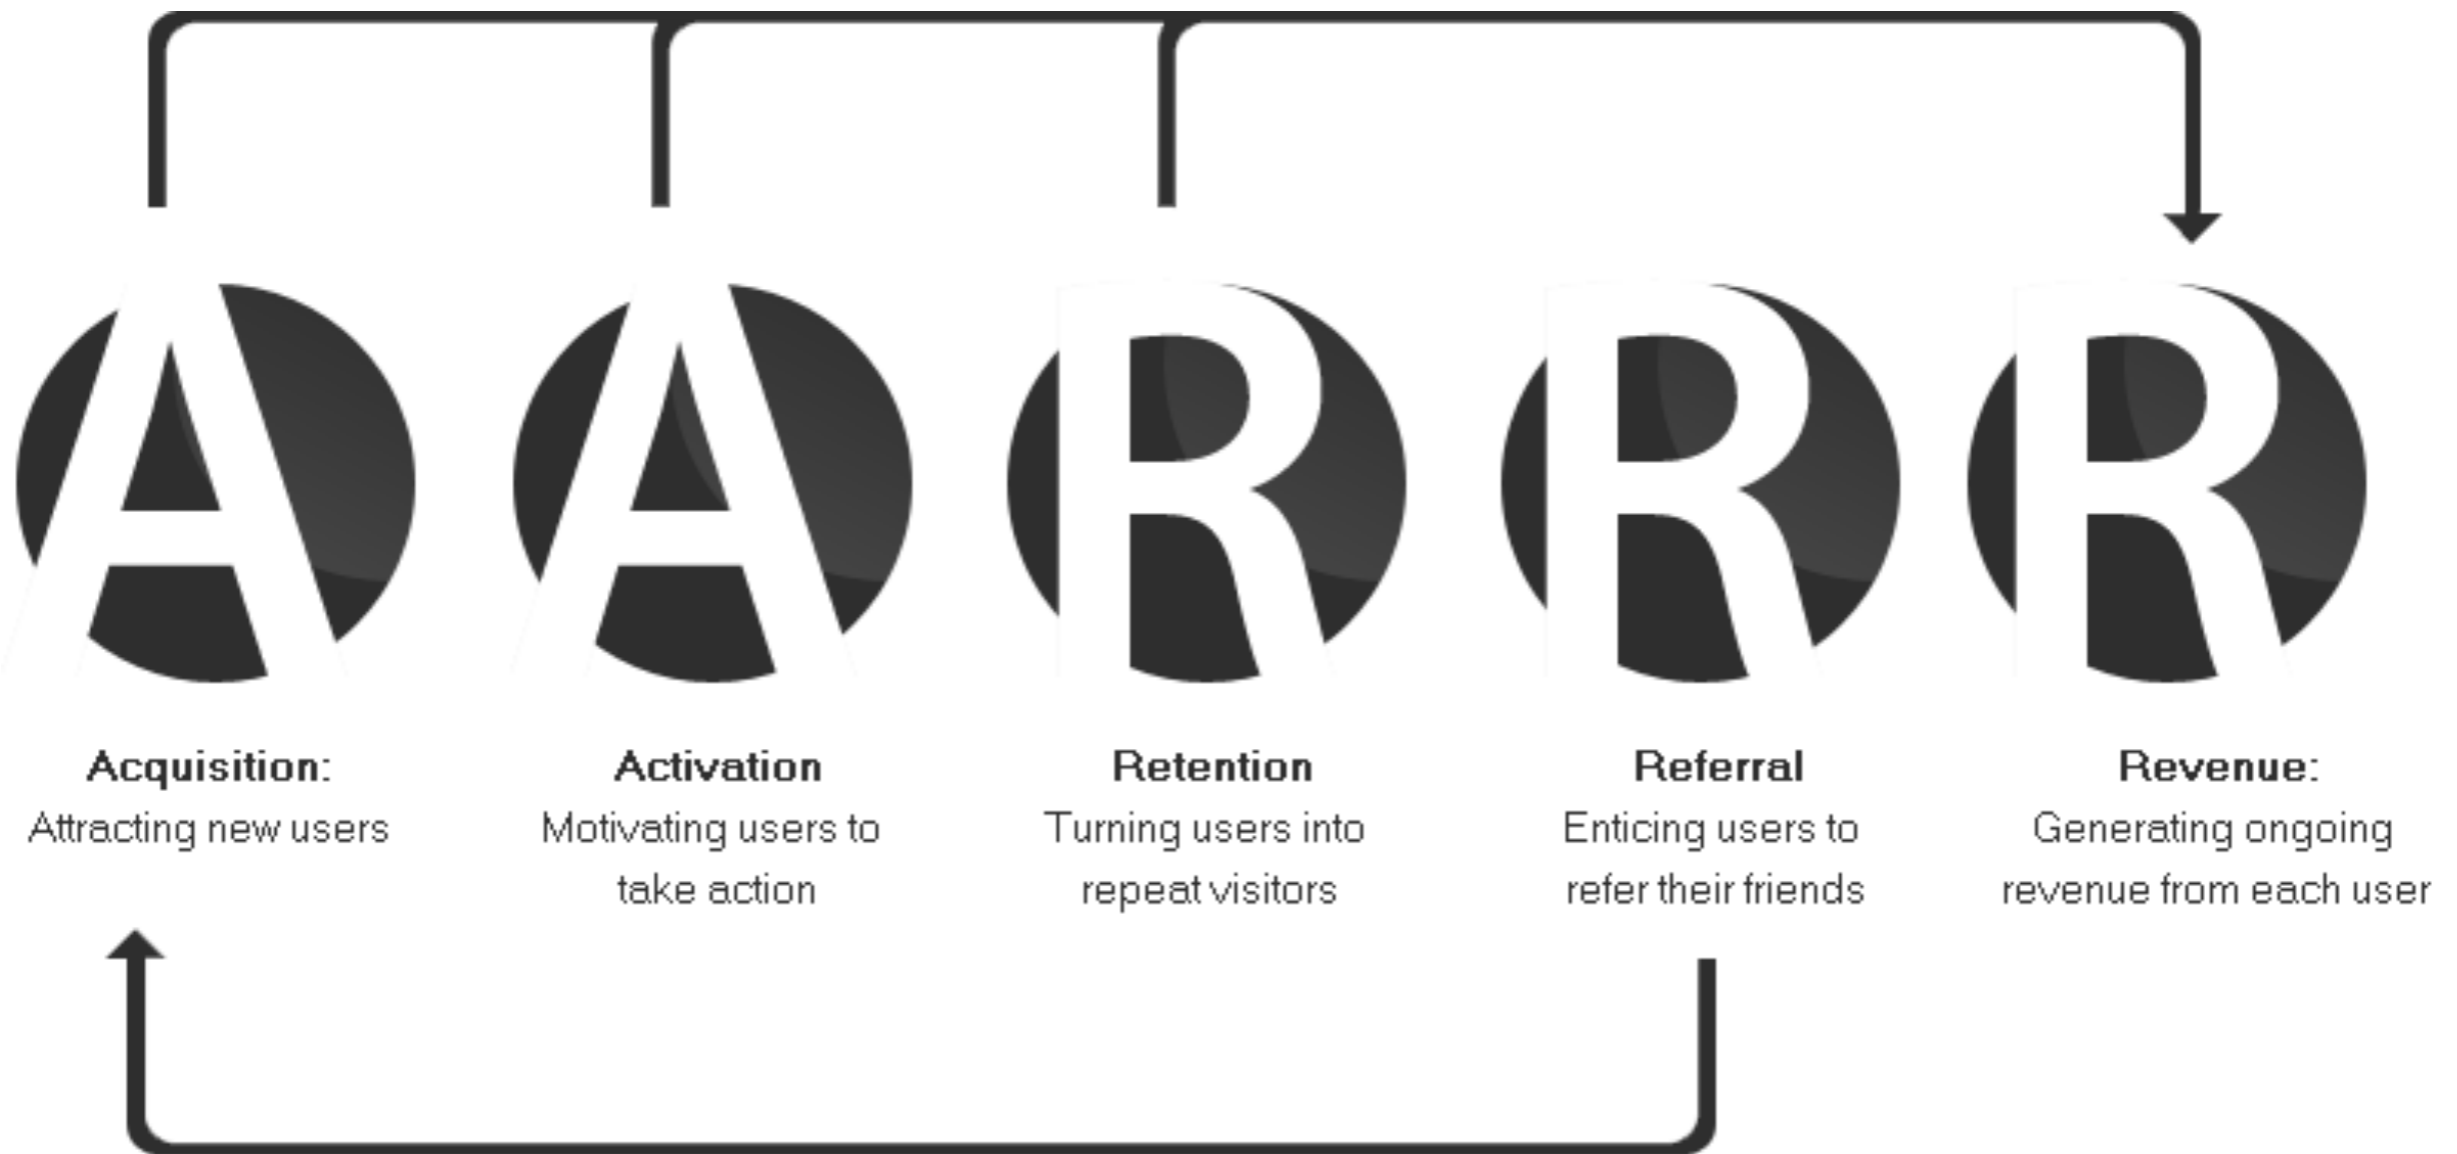 A A R R R
Acquisition:
Attracting new users
Activation
Motivating users to
take action
Retention
Turning users into
repeat visitors
Referral
Enticing users to
refer their friends
Revenue:
Generating ongoing
revenue from each user